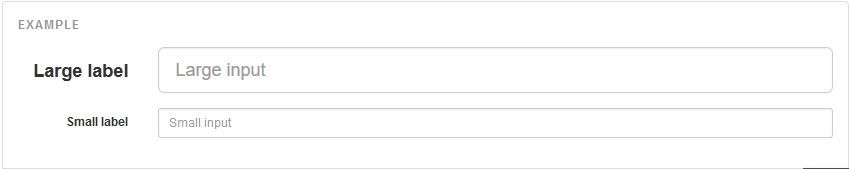 EXAMPLE
Large label Large input
Small label Small input